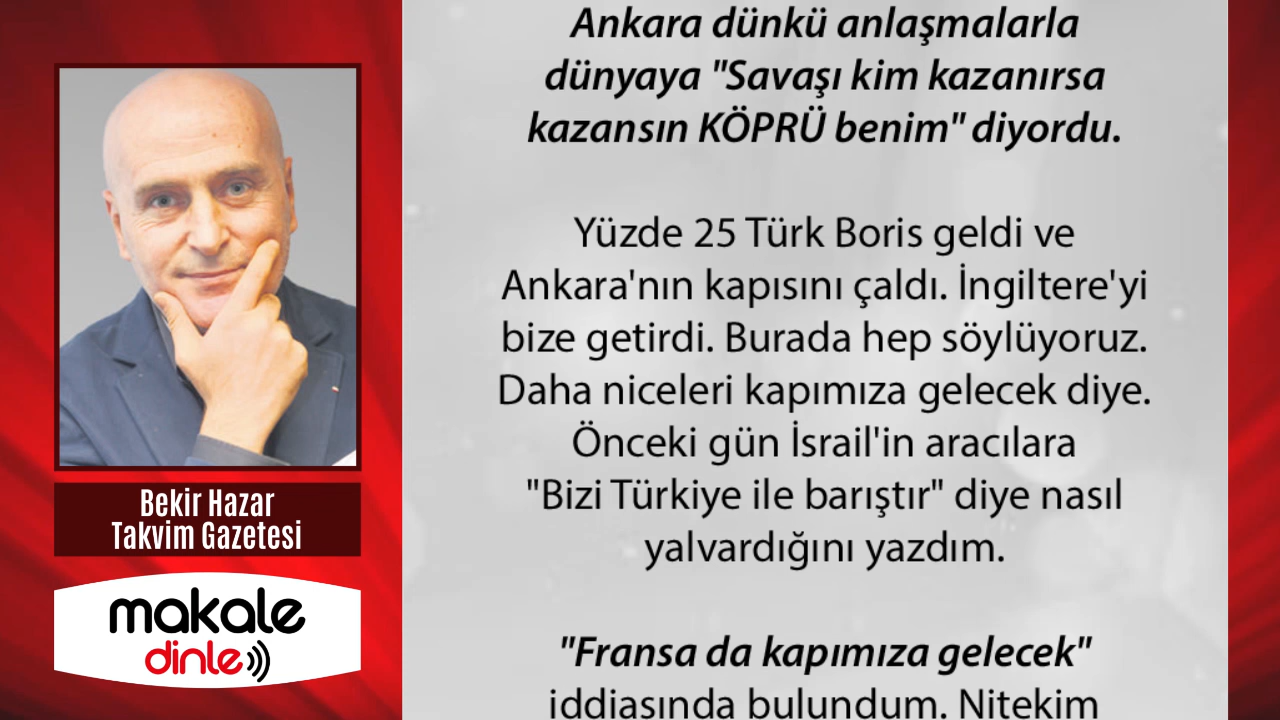 Ankara dünkü anlaşmalarla
dünyaya "Savaşı kim kazanırsa
kazansın KÖPRÜ benim" diyordu.
Yüzde 25 Türk Boris geldi ve
Ankara'nın kapısını çaldı. İngiltere'yi
bize getirdi. Burada hep söylüyoruz.
Daha niceleri kapımıza gelecek diye.
Önceki gün İsrail'in aracılara
"Bizi Türkiye ile barıştır" diye nasıl
yalvardığını yazdım.
"Fransa da kapımıza gelecek"
iddiasında bulundum. Nitekim
Bekir Hazar
Takvim Gazetesi
makale
dinle